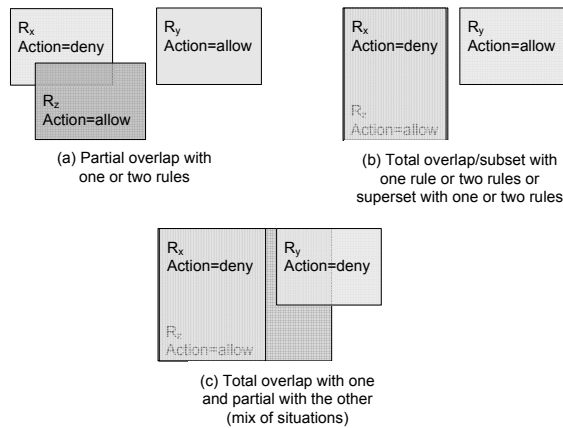 Rx
Action=deny
Ry
Action=allow
Rz
Action=allow
(a) Partial overlap with
one or two rules
Rx
Action=deny
Ry
Action=allow
Rz
Action=allow
(b) Total overlap/subset with
one rule or two rules or
superset with one or two rules
Rx
Action=deny
Ry
Action=deny
Rz
Action=allow
(c) Total overlap with one
and partial with the other
(mix of situations)